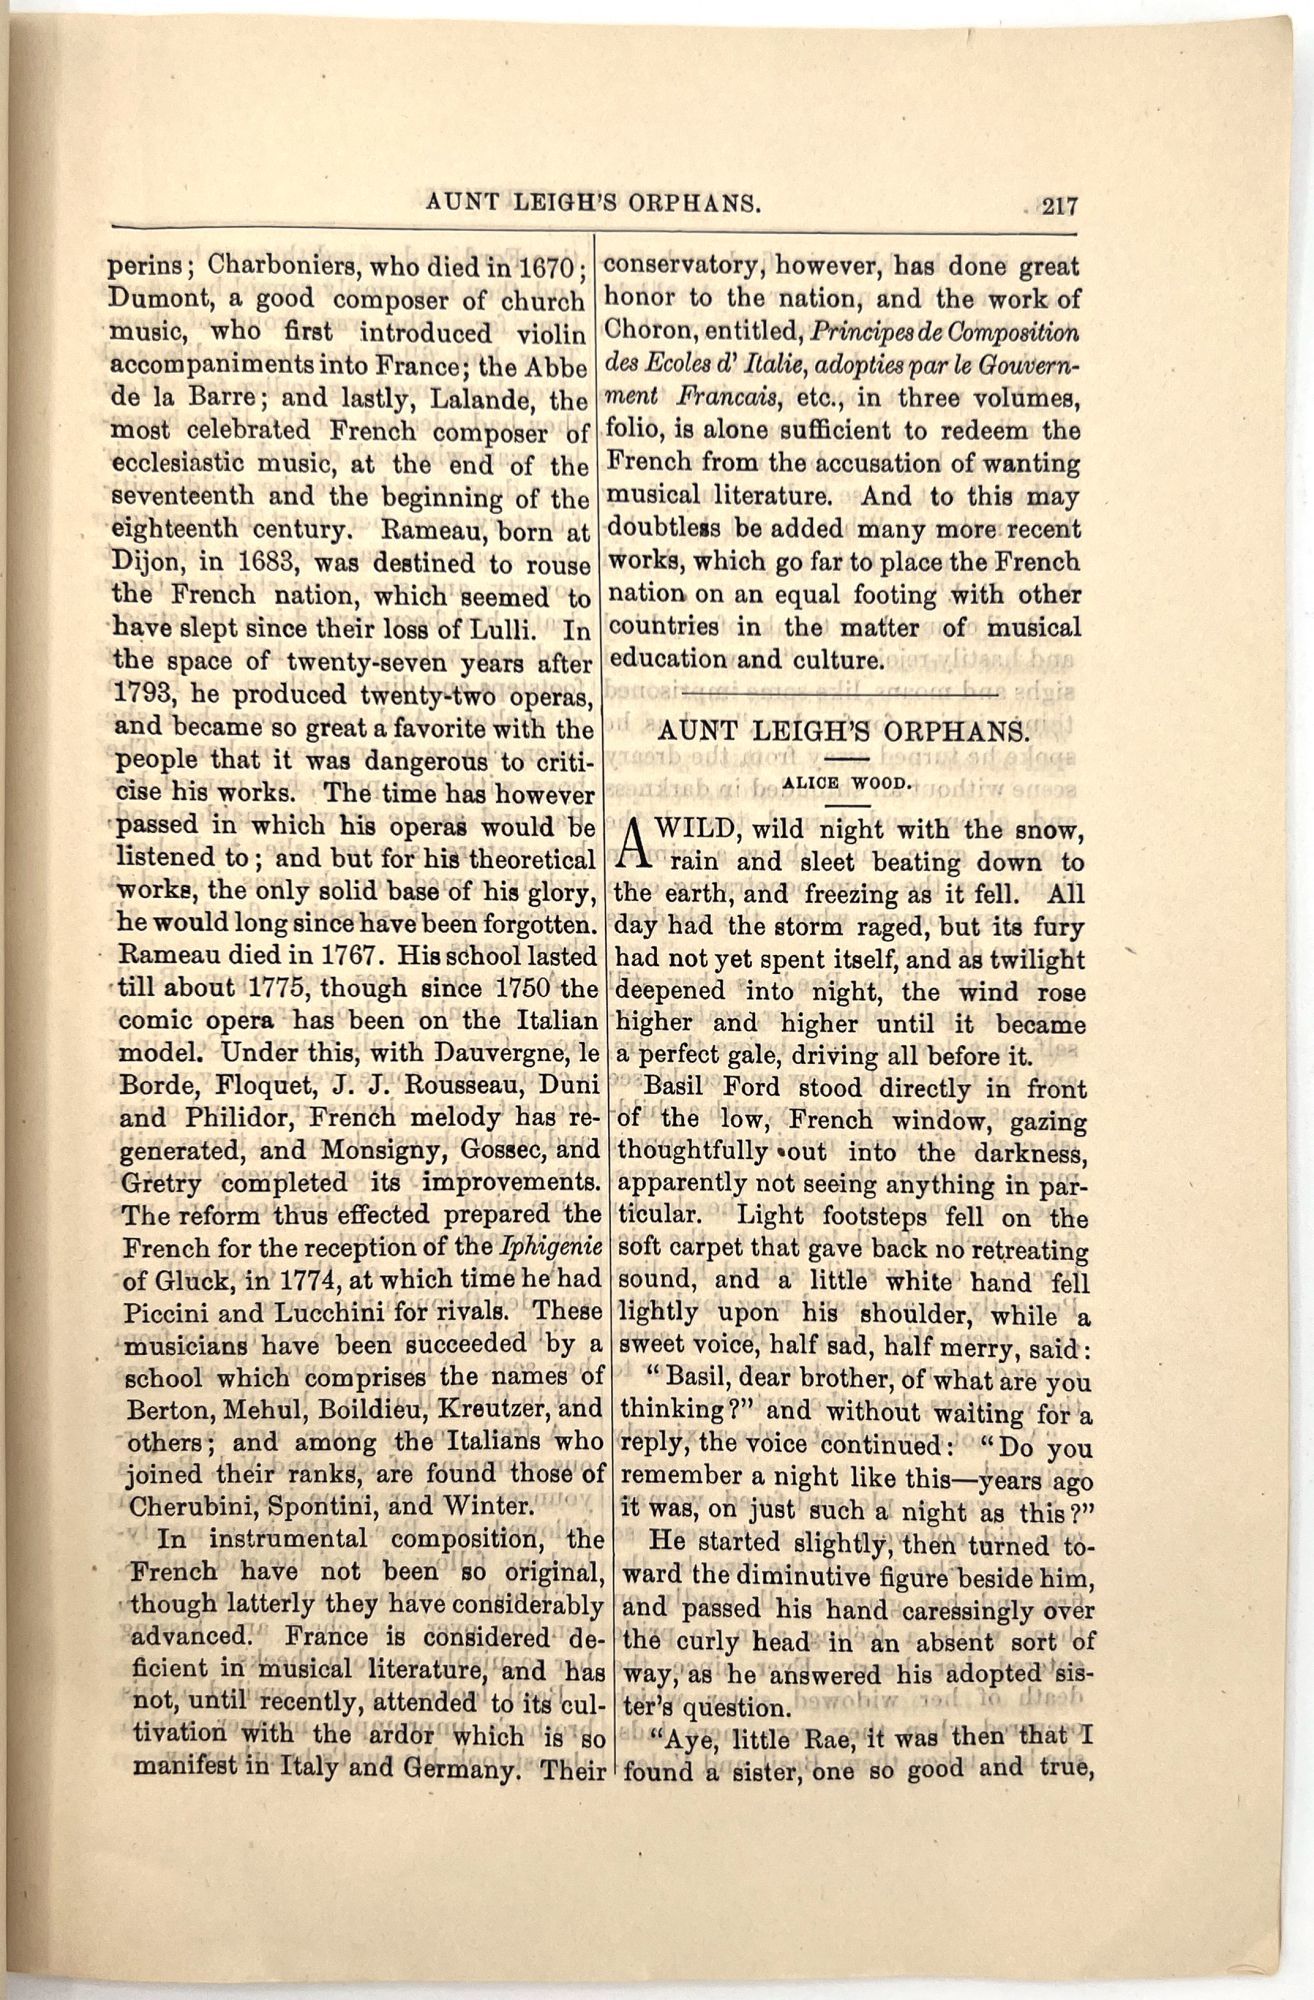 AUNT LEIGH'S ORPHANS.
217
perins; Charboniers, who died in 1670;
Dumont, a good composer of church
music, who first introduced violin
accompaniments into France; the Abbe
de la Barre; and lastly, Lalande, the
most celebrated French composer of
ecclesiastic music, at the end of the
seventeenth and the beginning of the
eighteenth century. Rameau, born at
Dijon, in 1683, was destined to rouse
the French nation, which seemed to
have slept since their loss of Lulli. In
the space of twenty-seven years after
1793, he produced twenty-two operas,
and became so great a favorite with the
people that it was dangerous to criti-
cise his works. The time has however
passed in which his operas would be
listened to; and but for his theoretical
works, the only solid base of his glory,
he would long since have been forgotten.
Rameau died in 1767. His school lasted
till about 1775, though since 1750 the
comic opera has been on the Italian
model. Under this, with Dauvergne, le
Borde, Floquet, J. J. Rousseau, Duni
and Philidor, French melody has re-
generated, and Monsigny, Gossec, and
Gretry completed its improvements.
The reform thus effected prepared the
French for the reception of the Iphigenie
of Gluck, in 1774, at which time he had
Piccini and Lucchini for rivals. These
musicians have been succeeded by a
school which comprises the names of
Berton, Mehul, Boildieu, Kreutzer, and
others; and among the Italians who
joined their ranks, are found those of
Cherubini, Spontini, and Winter.
In instrumental composition, the
French have not been so original,
though latterly they have considerably
advanced. France is considered de-
ficient in musical literature, and has
not, until recently, attended to its cul-
tivation with the ardor which is so
manifest in Italy and Germany. Their
conservatory, however, has done great
honor to the nation, and the work of
Choron, entitled, Principes de Composition
des Ecoles d' Italie, adopties par le Gouvern-
ment Francais, etc., in three volumes,
folio, is alone sufficient to redeem the
French from the accusation of wanting
musical literature. And to this may
doubtless be added many more recent
works, which go far to place the French
nation on an equal footing with other
countries in the matter of musical
education and culture.
AUNT LEIGH'S ORPHANS.
ALICE WOOD.
A WILD, wild night with the snow,
rain and sleet beating down to
the earth, and freezing as it fell. All
day had the storm raged, but its fury
had not yet spent itself, and as twilight
deepened into night, the wind rose
higher and higher until it became
a perfect gale, driving all before it.
Basil Ford stood directly in front
of the low, French window, gazing
thoughtfully out into the darkness,
apparently not seeing anything in par-
ticular. Light footsteps fell on the
soft carpet that gave back no retreating
sound, and a little white hand fell
lightly upon his shoulder, while a
sweet voice, half sad, half merry, said:
"Basil, dear brother, of what are you
thinking?" and without waiting for a
reply, the voice continued: "Do you
remember a night like this—years ago
it was, on just such a night as this?"
He started slightly, then turned to-
ward the diminutive figure beside him,
and passed his hand caressingly over
the curly head in an absent sort of
way, as he answered his adopted sis-
ter's question.
"Aye, little Rae, it was then that I
found a sister, one so good and true,